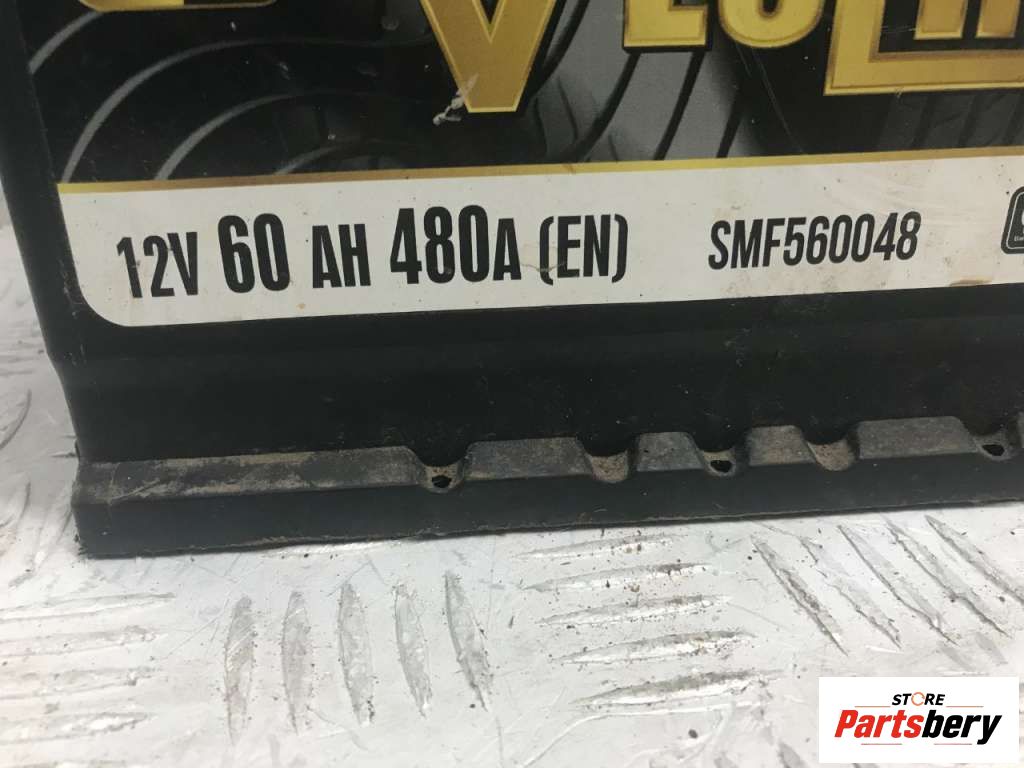 12V 60 AH 480A (EN) SMF560048
STORE
Partsbery